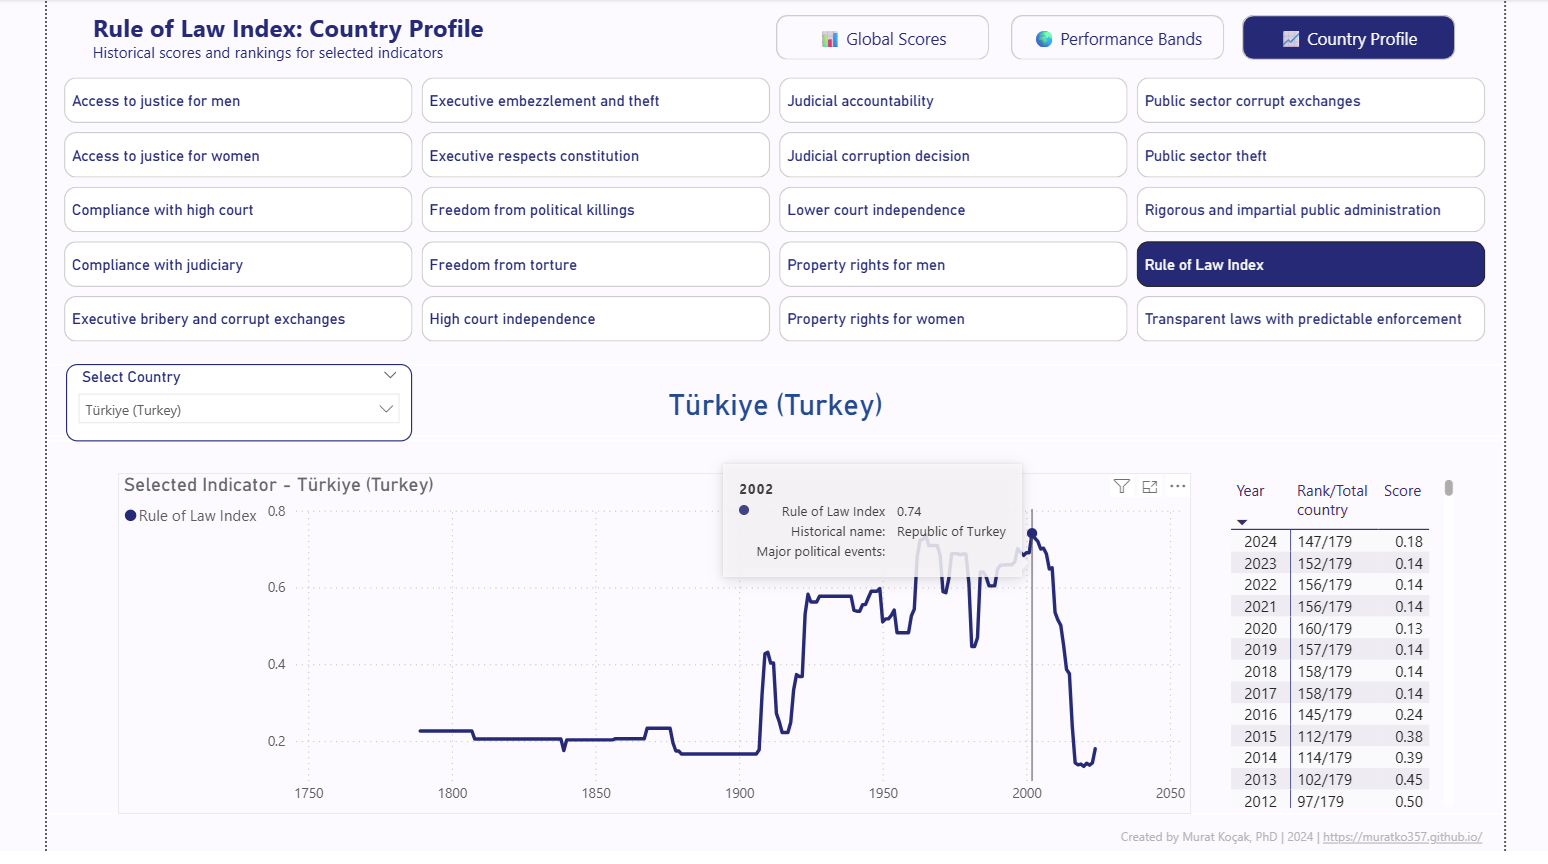 Rule of Law Index: Country Profile
Historical scores and rankings for selected indicators
Global Scores
Performance Bands
Country Profile
Access to justice for men
Executive embezzlement and theft
Judicial accountability
Public sector corrupt exchanges
Access to justice for women
Executive respects constitution
Judicial corruption decision
Public sector theft
Compliance with high court
Freedom from political killings
Lower court independence
Rigorous and impartial public administration
Compliance with judiciary
Freedom from torture
Property rights for men
Rule of Law Index
Executive bribery and corrupt exchanges
High court independence
Property rights for women
Transparent laws with predictable enforcement
Select Country
Türkiye (Turkey)
Türkiye (Turkey)
Selected Indicator - Türkiye (Turkey)
Rule of Law Index
0.8
0.6
0.4
0.2
1750 1800 1850 1900 1950 2000 2050
2002
Rule of Law Index 0.74
Historical name: Republic of Turkey
Major political events:
Year Rank/Total country Score
2024 147/179 0.18
2023 152/179 0.14
2022 156/179 0.14
2021 156/179 0.14
2020 160/179 0.13
2019 157/179 0.14
2018 158/179 0.14
2017 158/179 0.14
2016 145/179 0.24
2015 112/179 0.38
2014 114/179 0.39
2013 102/179 0.45
2012 97/179 0.50
Created by Murat Koçak, PhD | 2024 | https://muratko357.github.io/